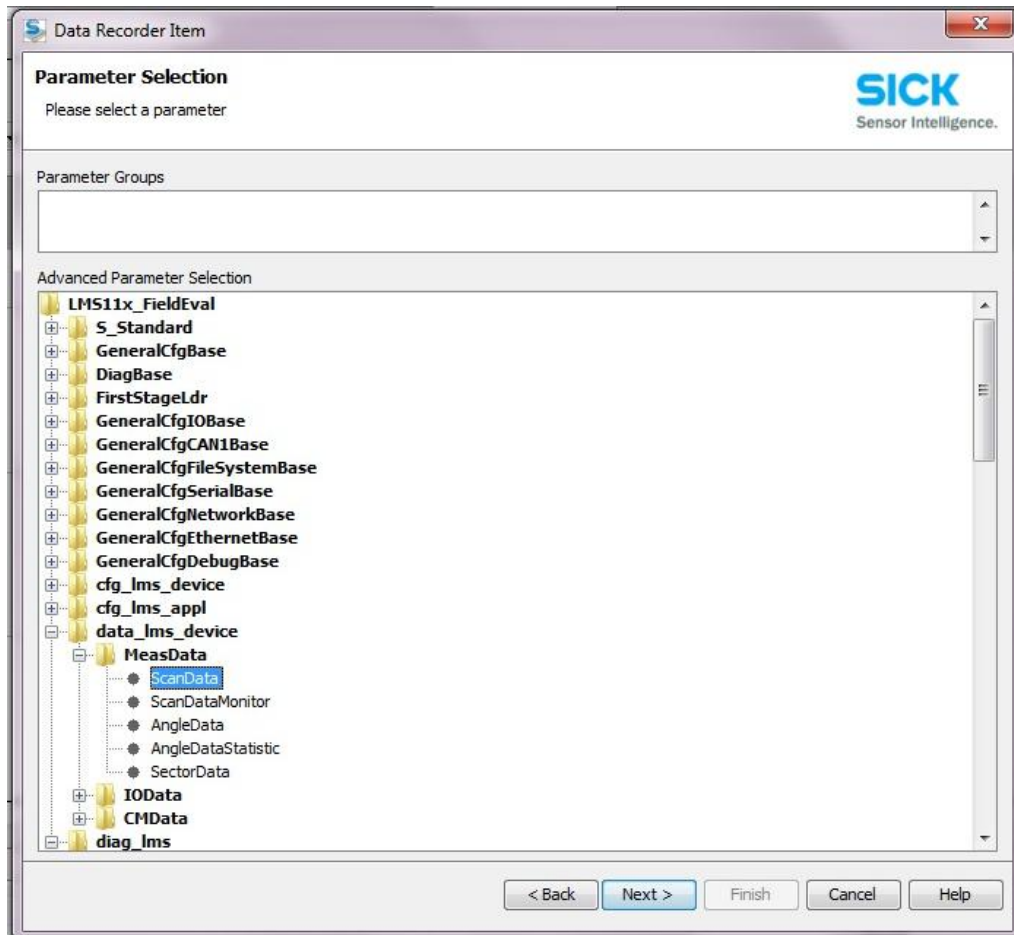 Data Recorder Item
Parameter Selection
Please select a parameter
SICK
Sensor Intelligence.
Parameter Groups
Advanced Parameter Selection
LMS11x_FieldEval
S_Standard
GeneralCfgBase
DiagBase
FirstStageLdr
GeneralCfgIOBase
GeneralCfgCAN1Base
GeneralCfgFileSystemBase
GeneralCfgSerialBase
GeneralCfgNetworkBase
GeneralCfgEthernetBase
GeneralCfgDebugBase
cfg_lms_device
cfg_lms_appl
data_lms_device
MeasData
ScanData
ScanDataMonitor
AngleData
AngleDataStatistic
SectorData
IOData
CMData
diag_lms
< Back Next > Finish Cancel Help